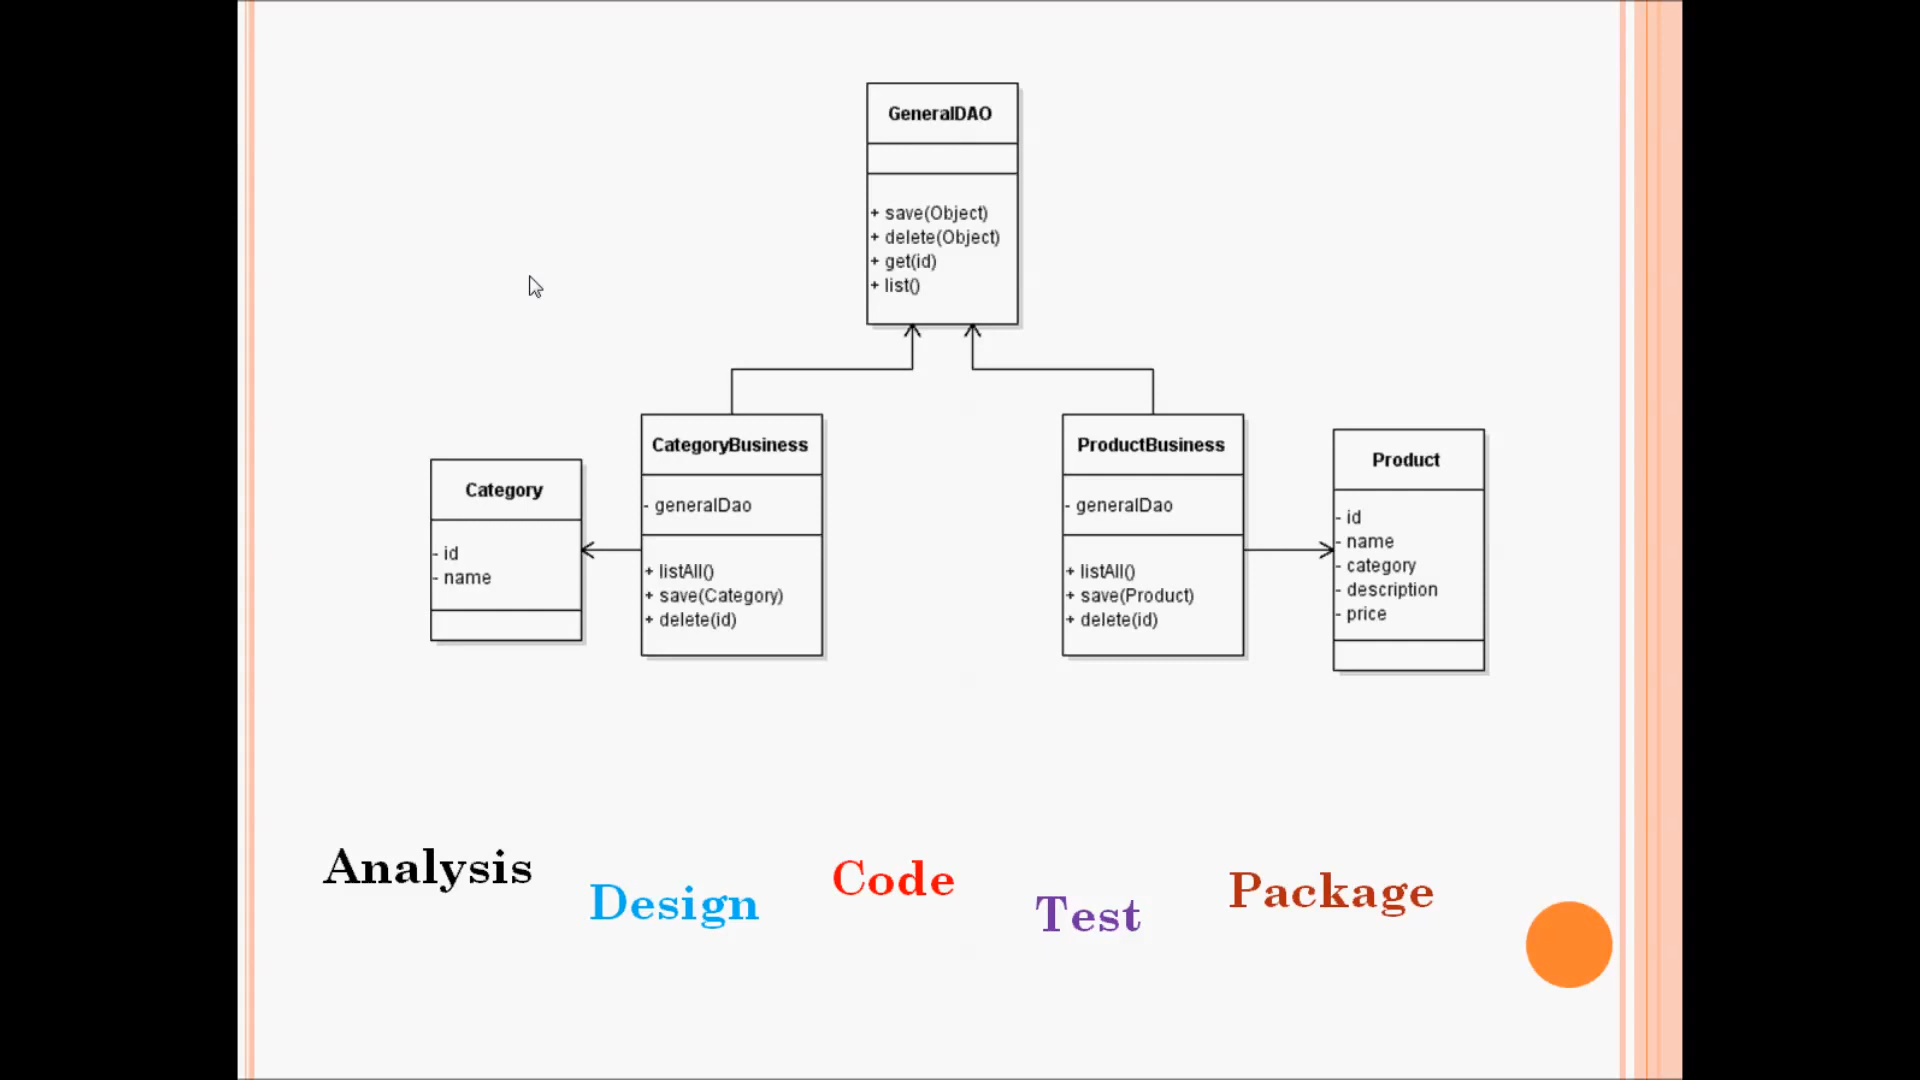 GeneralDAO
+ save(Object)
+ delete(Object)
+ get(id)
+ list()
Category
- id
- name
CategoryBusiness
- generalDao
+ listAll()
+ save(Category)
+ delete(id)
ProductBusiness
- generalDao
+ listAll()
+ save(Product)
+ delete(id)
Product
- id
- name
- category
- description
- price
Analysis
Design
Code
Test
Package